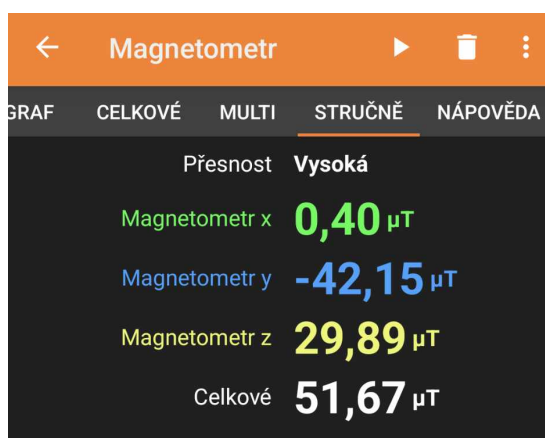 Magnetometr
GRAF CELKOVÉ MULTI STRUČNĚ NÁPOVĚDA
Přesnost Vysoká
Magnetometr x 0,40 µT
Magnetometr y -42,15 µT
Magnetometr z 29,89 µT
Celkové 51,67 µT